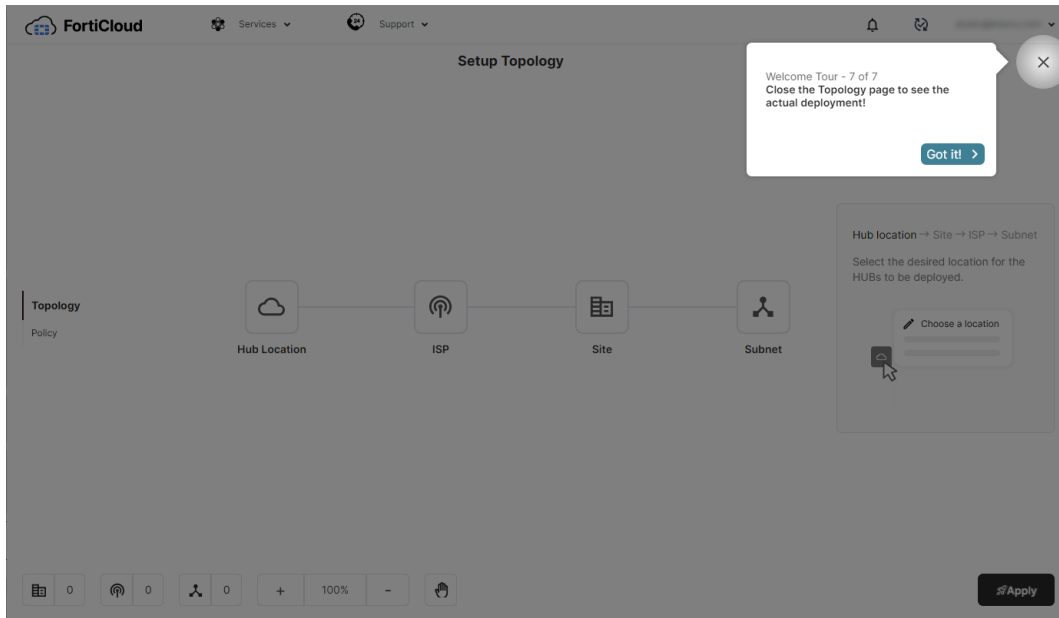 FortiCloud
Services
24
Support
Setup Topology
Welcome Tour - 7 of 7
Close the Topology page to see the
actual deployment!
Got it!
Hub location → Site → ISP → Subnet
Select the desired location for the
HUBs to be deployed.
Choose a location
Topology
Policy
Hub Location
ISP
Site
Subnet
0
0
0
+
100%
-
Apply